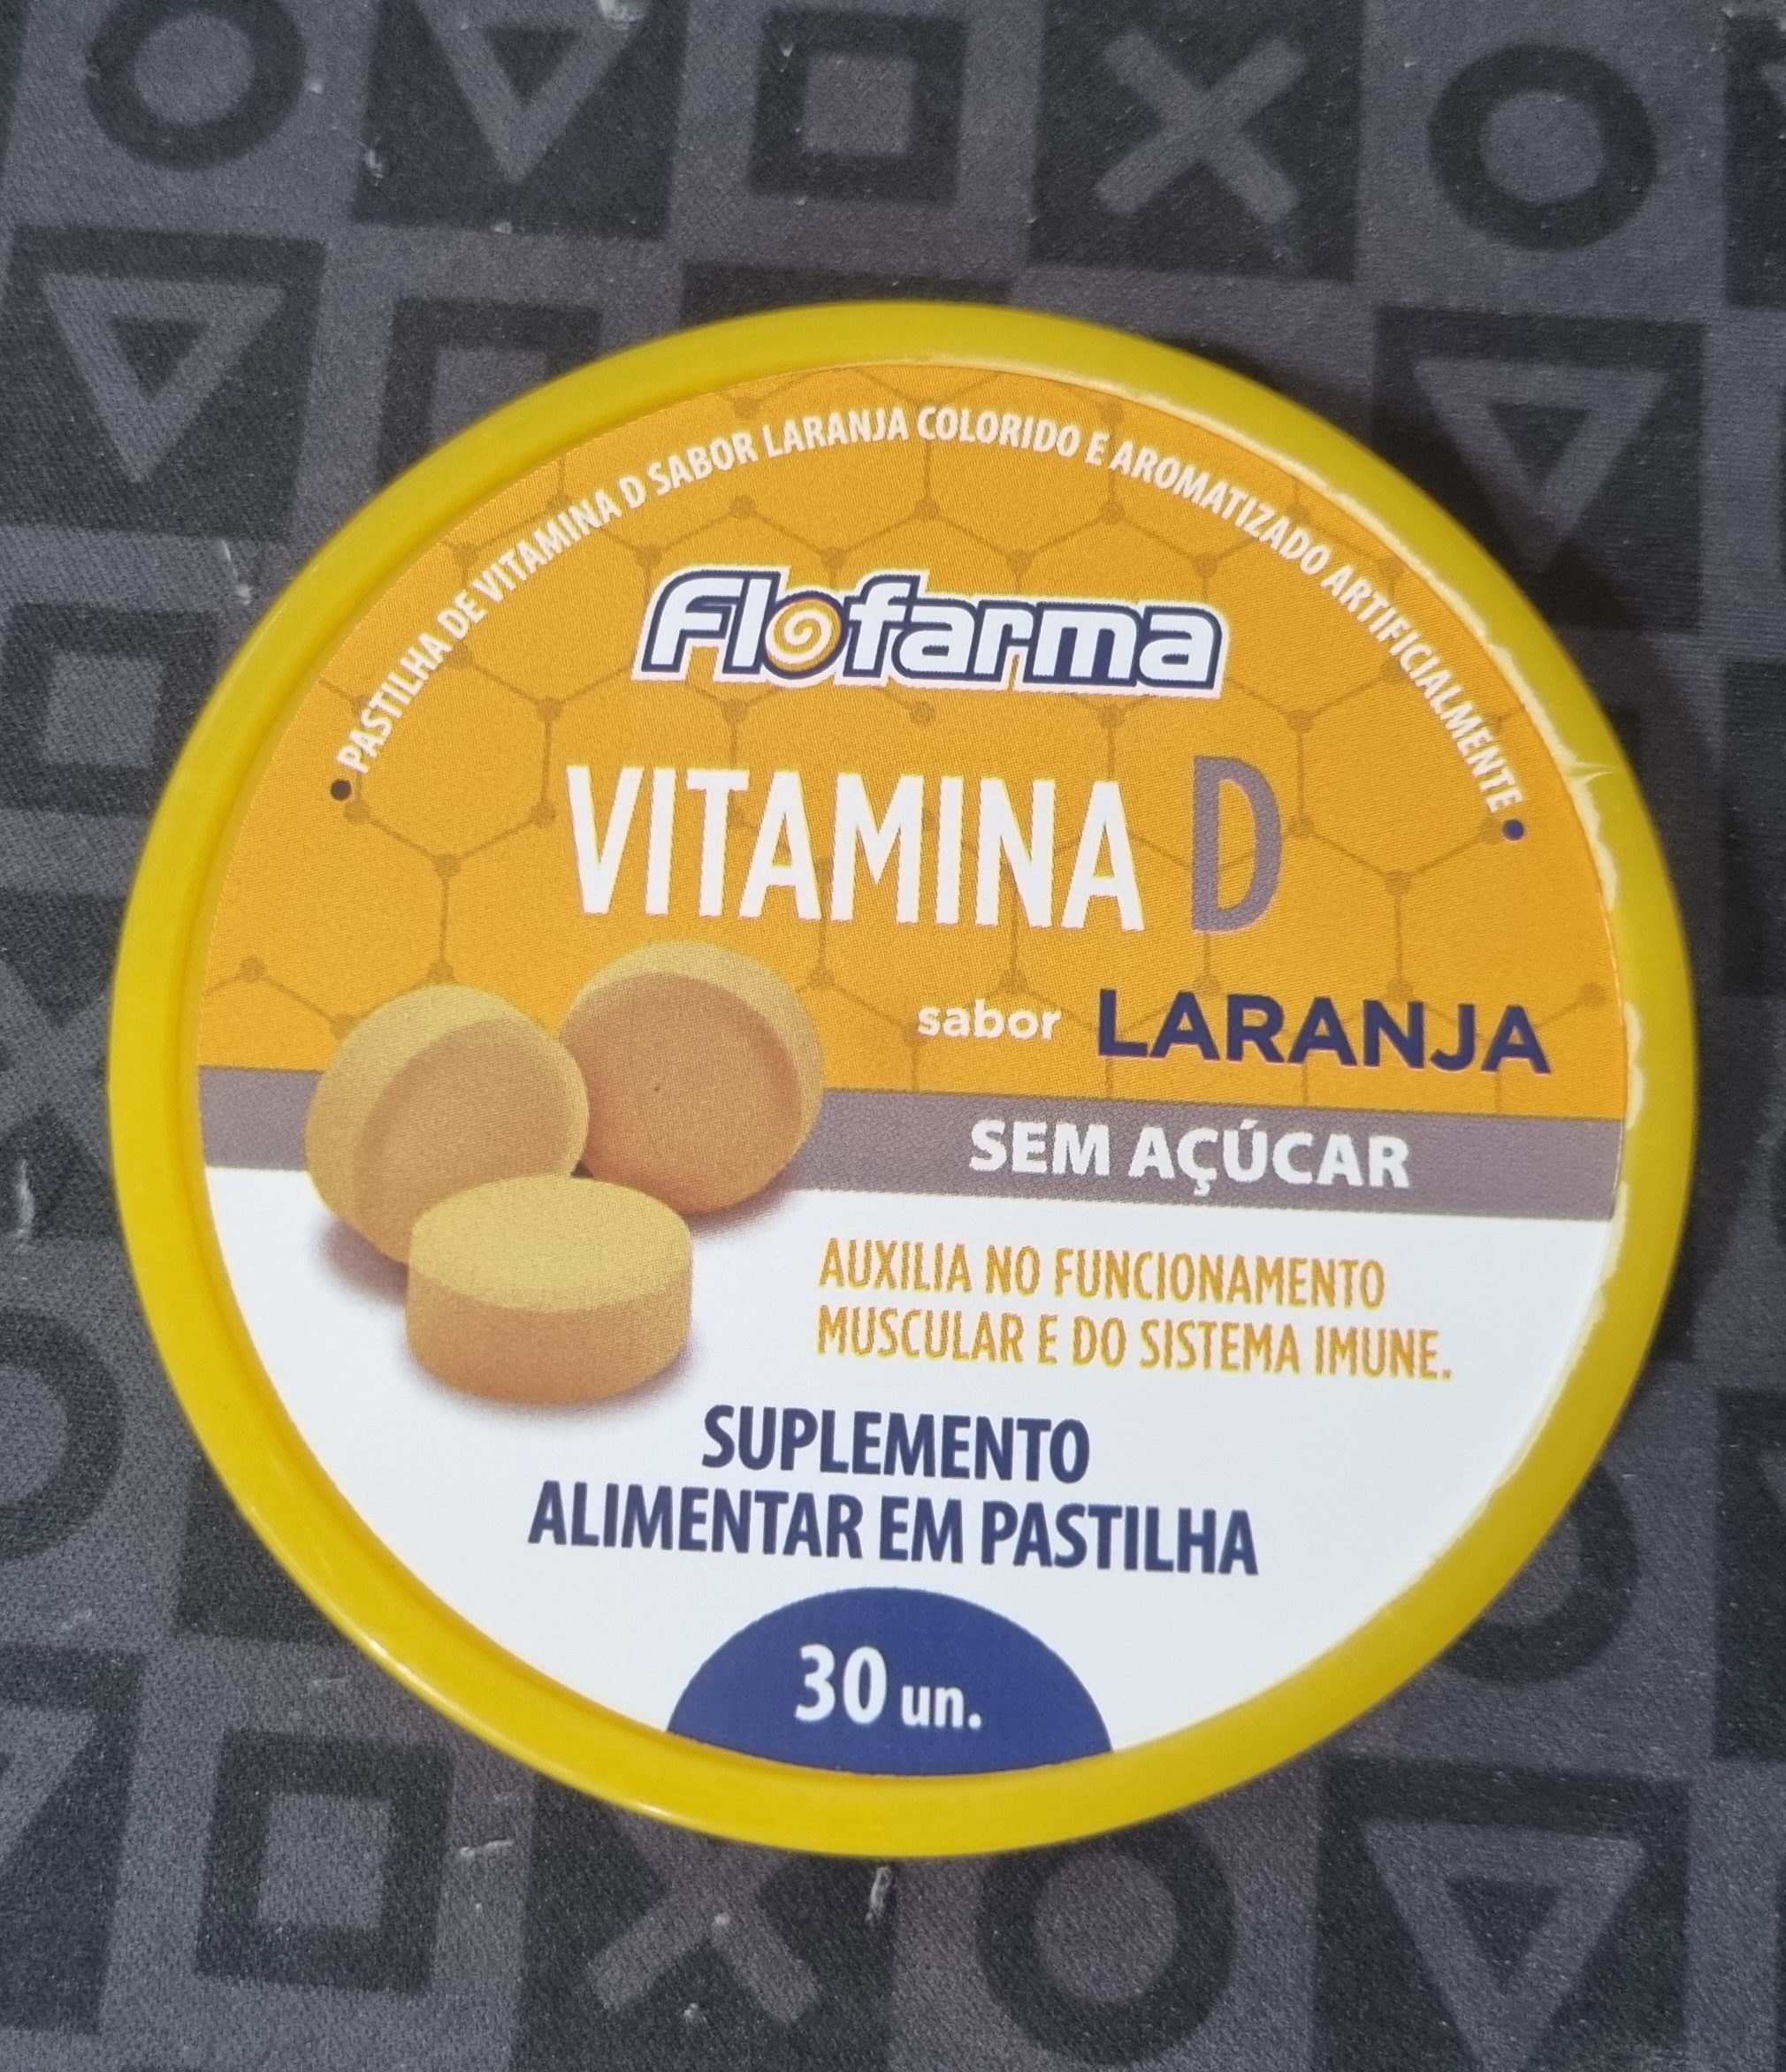 • PASTILHA DE VITAMINA D SABOR LARANJA COLORIDO E AROMATIZADO ARTIFICIALMENTE •
Flofarma
VITAMINA D
sabor LARANJA
SEM AÇÚCAR
AUXILIA NO FUNCIONAMENTO
MUSCULAR E DO SISTEMA IMUNE.
SUPLEMENTO
ALIMENTAR EM PASTILHA
30 un.